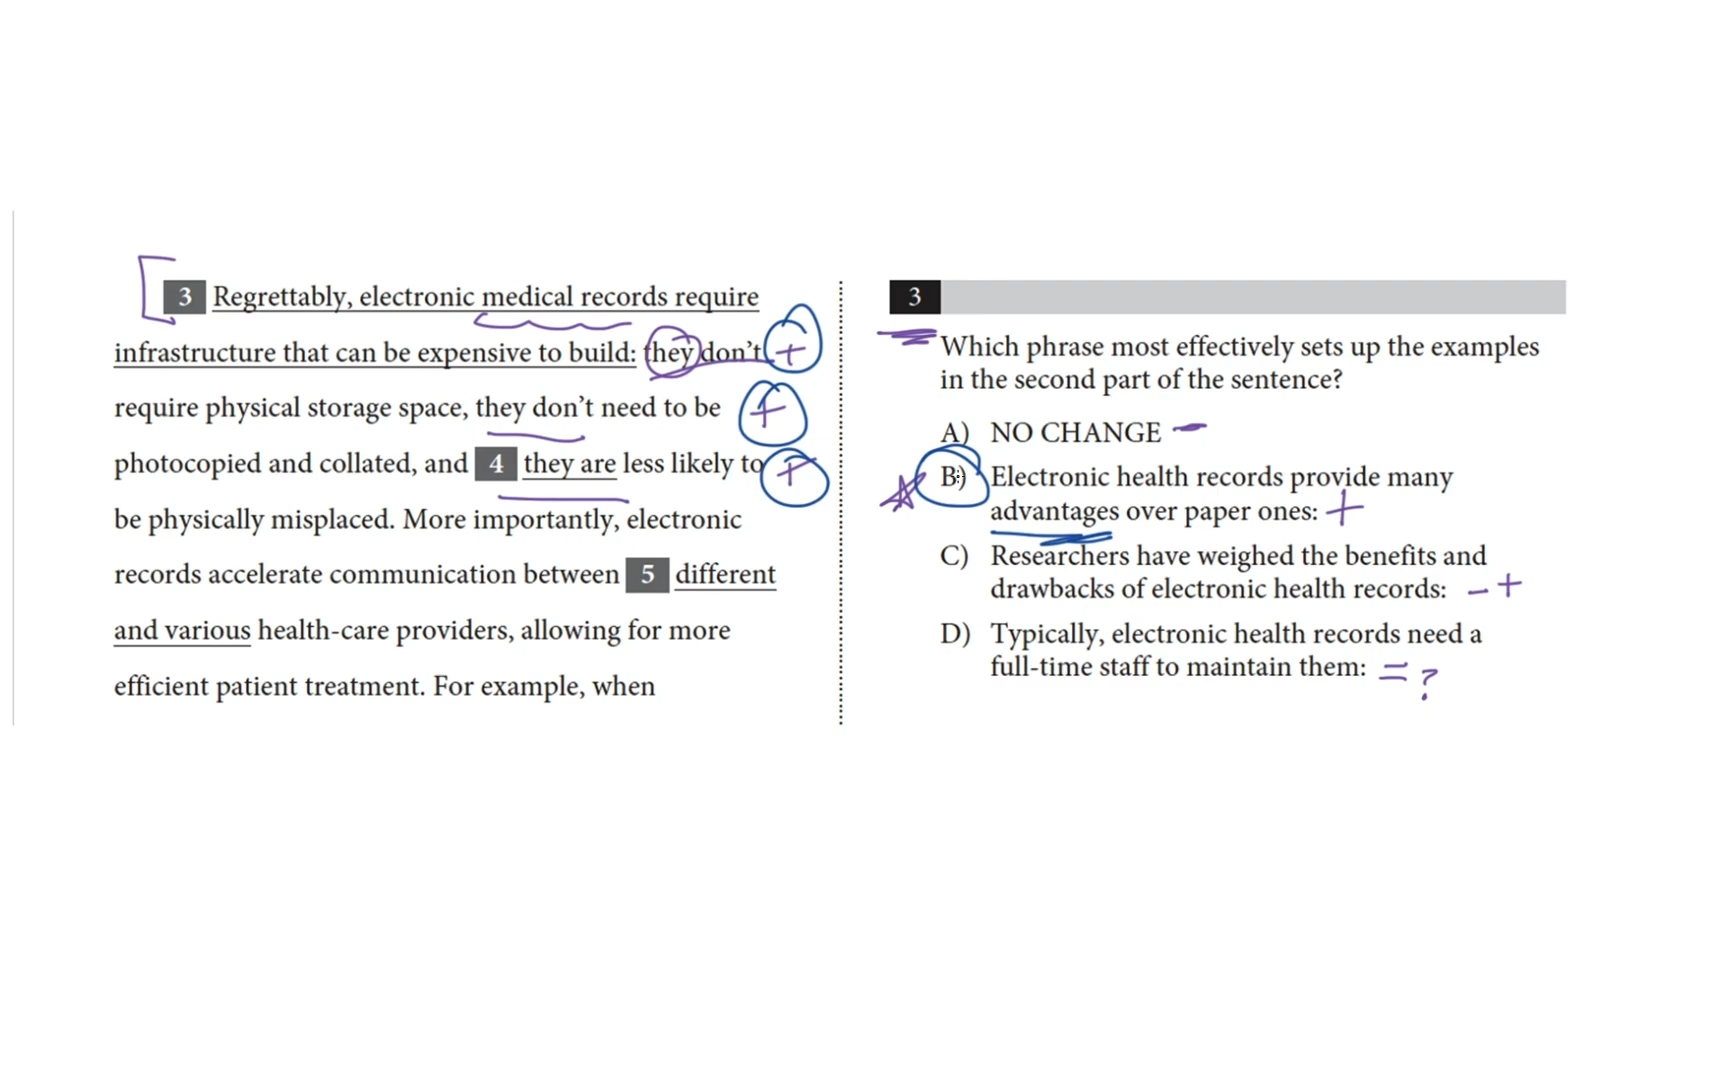 3 Regrettably, electronic medical records require
infrastructure that can be expensive to build: they don't +
require physical storage space, they don't need to be +
photocopied and collated, and 4 they are less likely to +
be physically misplaced. More importantly, electronic
records accelerate communication between 5 different
and various health-care providers, allowing for more
efficient patient treatment. For example, when
3
Which phrase most effectively sets up the examples
in the second part of the sentence?
A) NO CHANGE -
B) Electronic health records provide many
advantages over paper ones: +
C) Researchers have weighed the benefits and
drawbacks of electronic health records: - +
D) Typically, electronic health records need a
full-time staff to maintain them: = ?